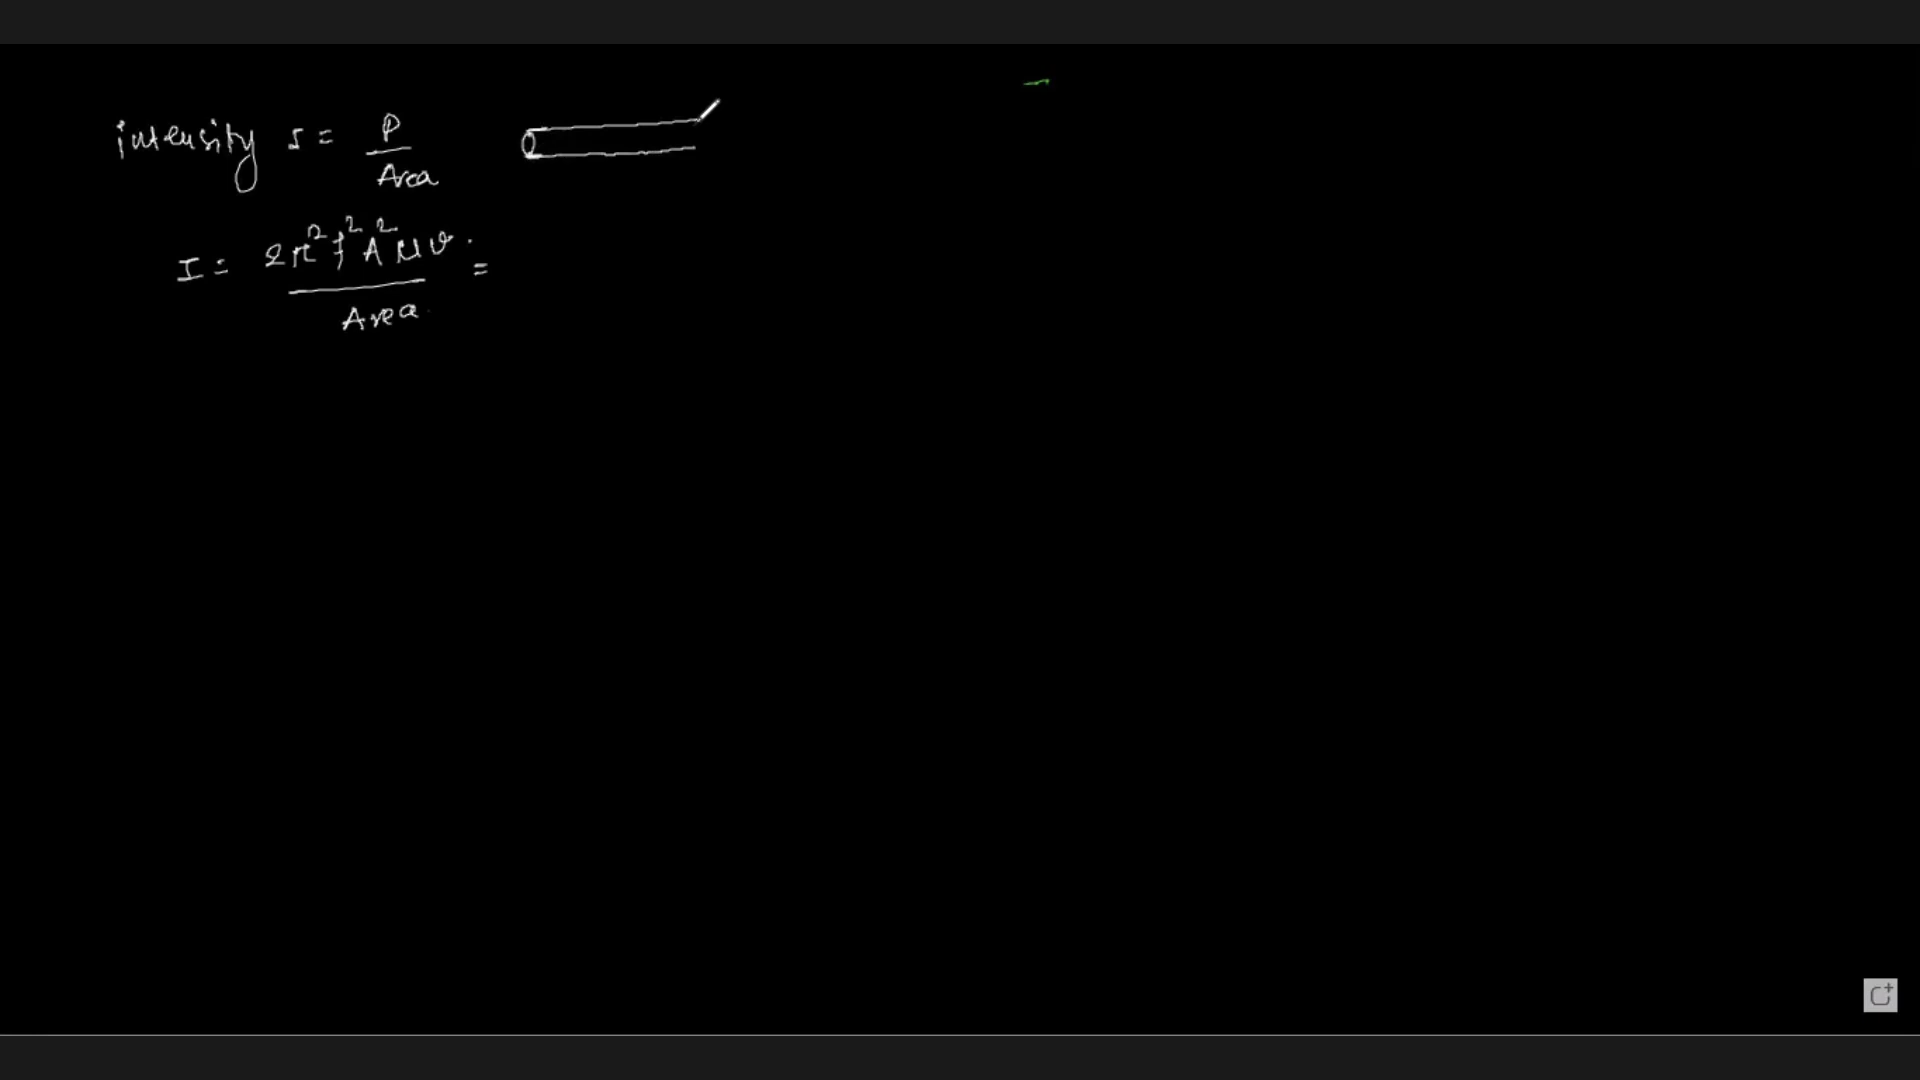 intensity I = P / Area
I = 2π²f²A²μv / Area =